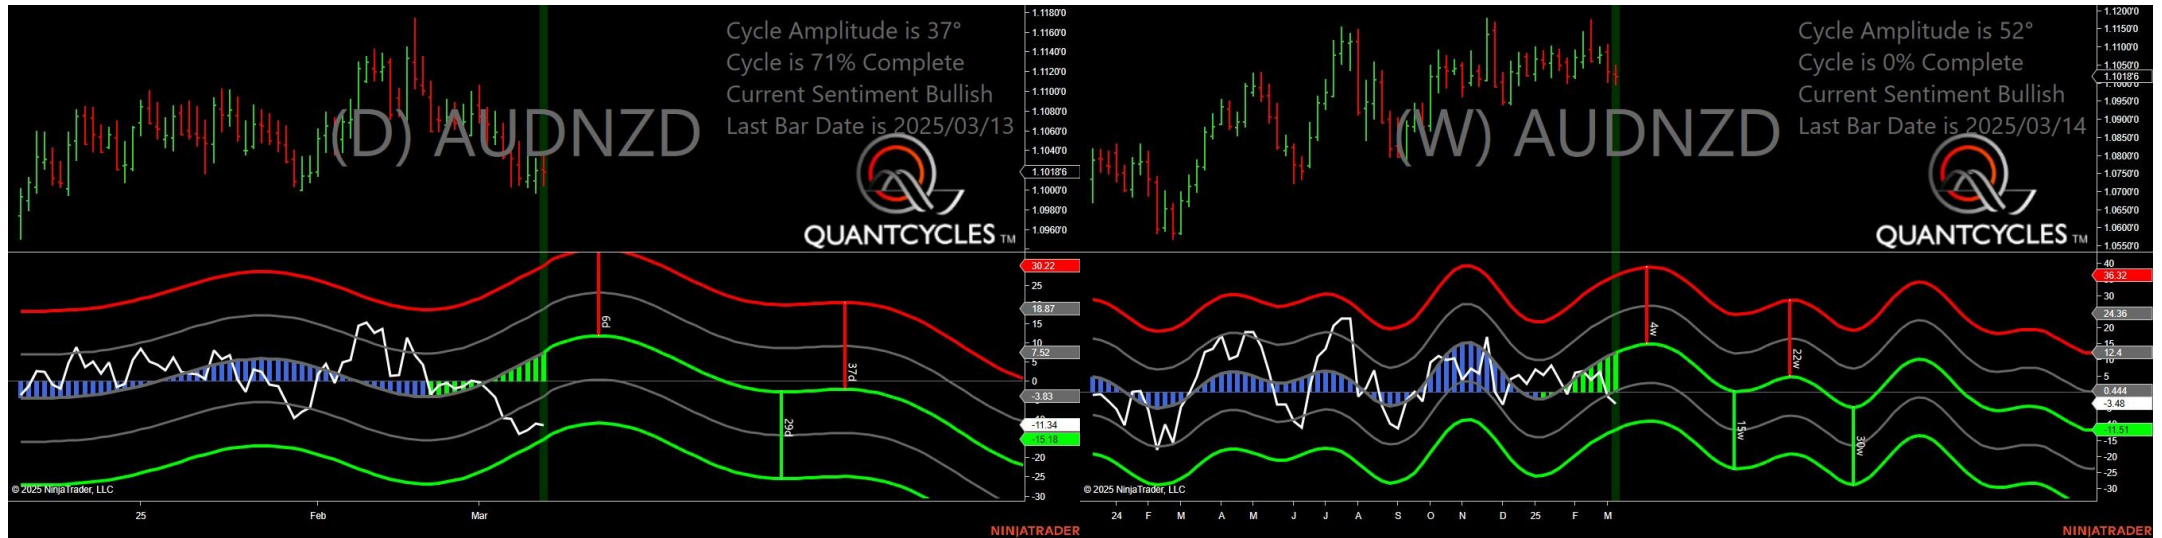 Cycle Amplitude is 37°
Cycle is 71% Complete
Current Sentiment Bullish
Last Bar Date is 2025/03/13
(D) AUDNZD
QUANTCYCLES TM
1.1180'0
1.1160'0
1.1140'0
1.1120'0
1.1100'0
1.1080'0
1.1060'0
1.1040'0
1.1018'6
1.1000'0
1.0980'0
1.0960'0
30.22
25
18.87
15
10
7.52
5
0
-3.83
-11.34
-15.18
-20
-25
-30
6d
37d
29d
© 2025 NinjaTrader, LLC
25 Feb Mar
NINJATRADER
Cycle Amplitude is 52°
Cycle is 0% Complete
Current Sentiment Bullish
Last Bar Date is 2025/03/14
(W) AUDNZD
QUANTCYCLES TM
1.1200'0
1.1150'0
1.1100'0
1.1050'0
1.1018'6
1.0950'0
1.0900'0
1.0850'0
1.0800'0
1.0750'0
1.0700'0
1.0650'0
1.0600'0
1.0550'0
40
36.32
30
24.36
20
15
12.4
5
0.444
-3.48
-11.51
-15
-20
-25
-30
4w
22w
15w
30w
© 2025 NinjaTrader, LLC
24 F M A M J J A S O N D 25 F M
NINJATRADER